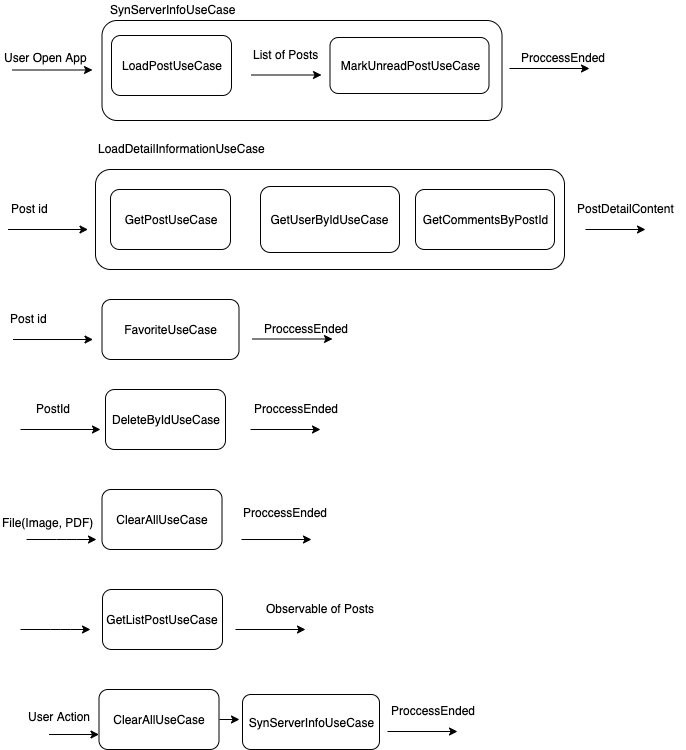 SynServerInfoUseCase
User Open App
LoadPostUseCase
List of Posts
MarkUnreadPostUseCase
ProccessEnded
LoadDetailInformationUseCase
Post id
GetPostUseCase
GetUserByIdUseCase
GetCommentsByPostId
PostDetailContent
Post id
FavoriteUseCase
ProccessEnded
PostId
DeleteByIdUseCase
ProccessEnded
File(Image, PDF)
ClearAllUseCase
ProccessEnded
GetListPostUseCase
Observable of Posts
User Action
ClearAllUseCase
SynServerInfoUseCase
ProccessEnded